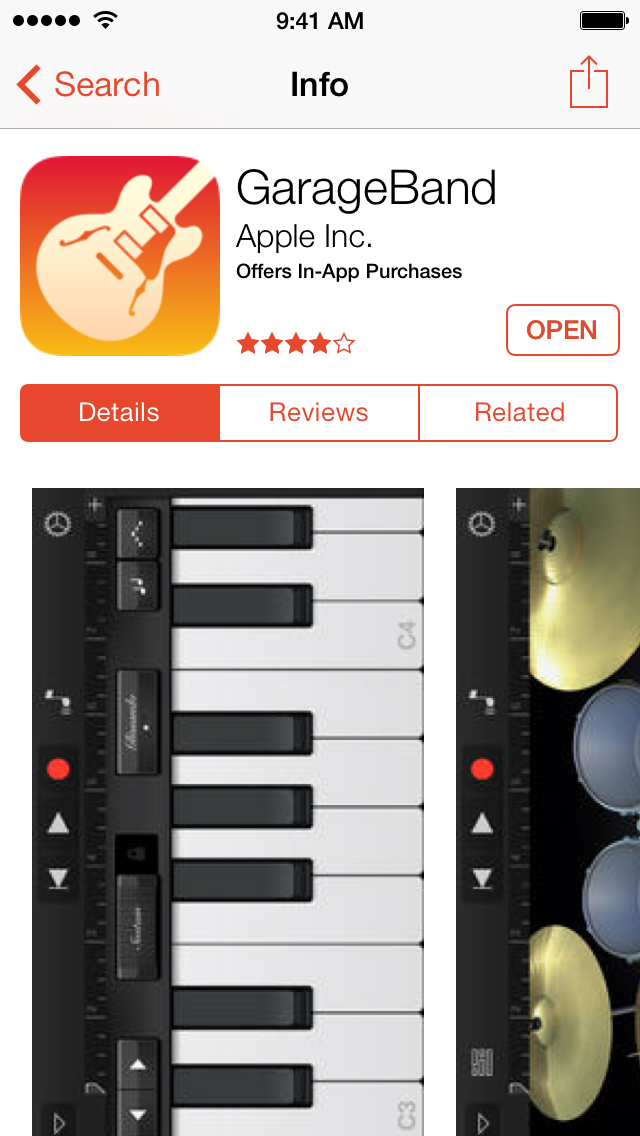 9:41 AM
Search
Info
GarageBand
Apple Inc.
Offers In-App Purchases
OPEN
Details
Reviews
Related
C4
C3